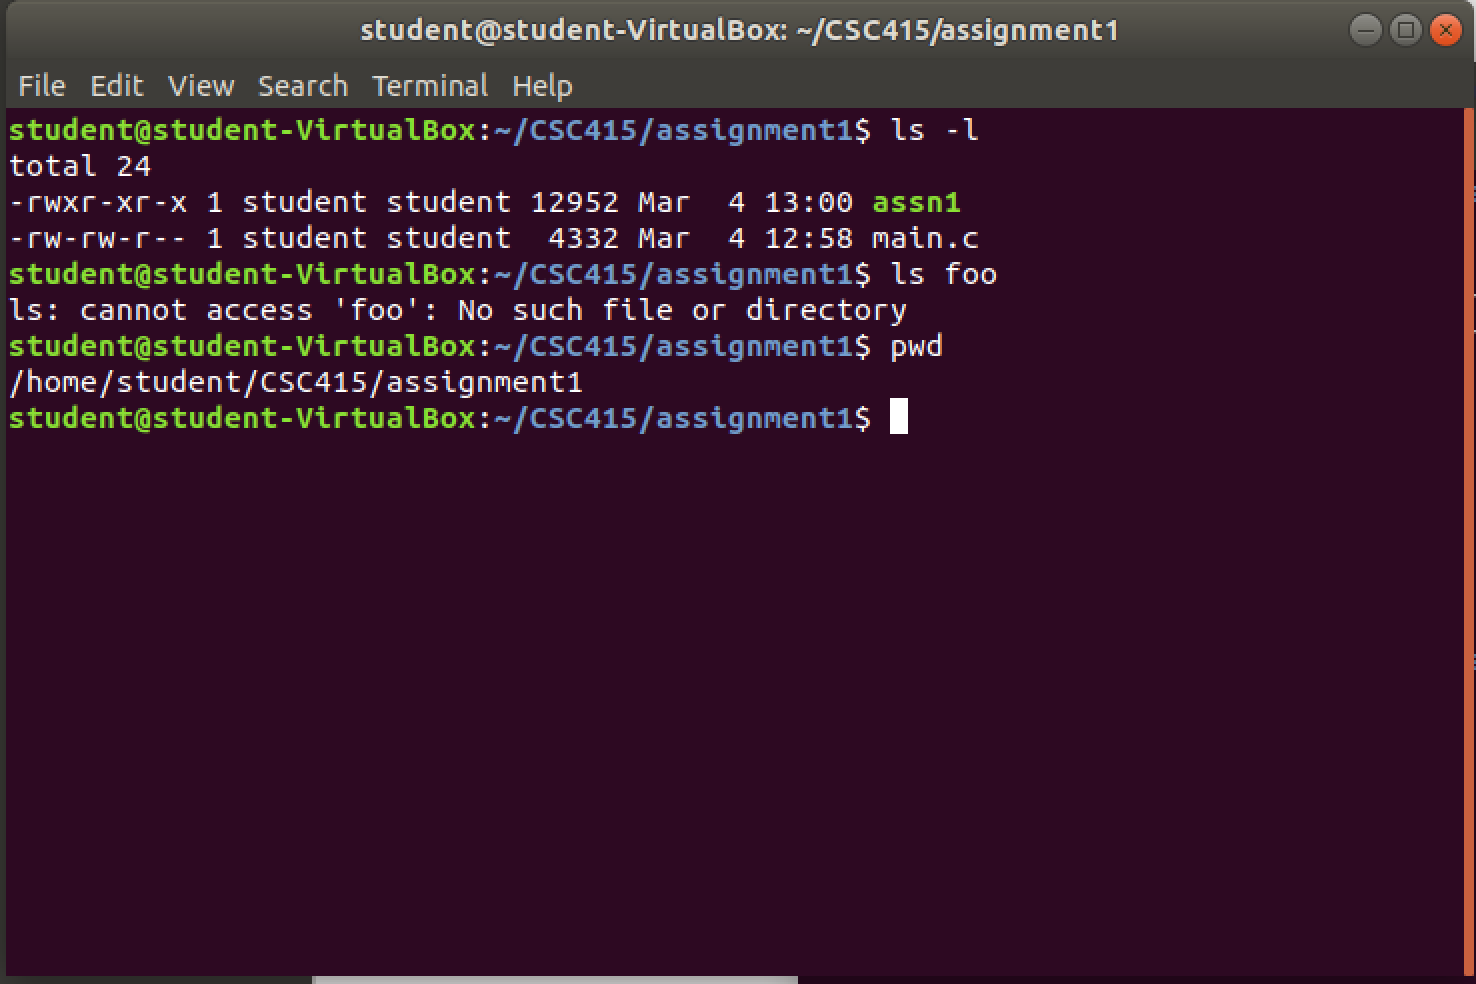 student@student-VirtualBox: ~/CSC415/assignment1
File Edit View Search Terminal Help
student@student-VirtualBox:~/CSC415/assignment1$ ls -l
total 24
-rwxr-xr-x 1 student student 12952 Mar  4 13:00 assn1
-rw-rw-r-- 1 student student  4332 Mar  4 12:58 main.c
student@student-VirtualBox:~/CSC415/assignment1$ ls foo
ls: cannot access 'foo': No such file or directory
student@student-VirtualBox:~/CSC415/assignment1$ pwd
/home/student/CSC415/assignment1
student@student-VirtualBox:~/CSC415/assignment1$